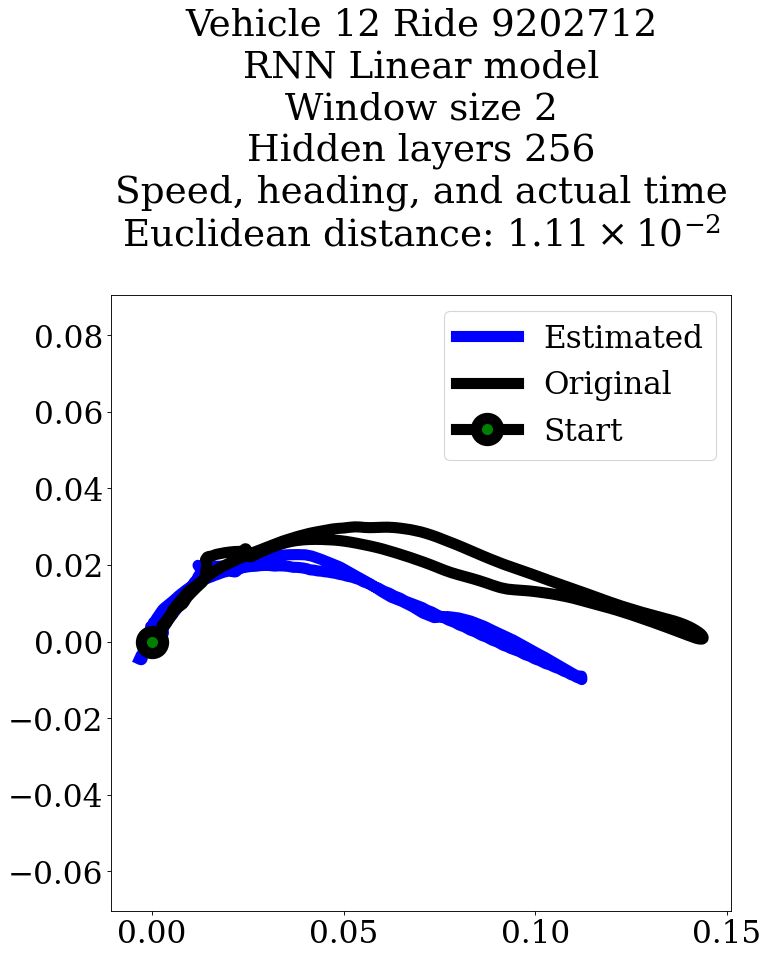 Vehicle 12 Ride 9202712
RNN Linear model
Window size 2
Hidden layers 256
Speed, heading, and actual time
Euclidean distance: 1.11 × 10⁻²
Estimated
Original
Start
0.08
0.06
0.04
0.02
0.00
−0.02
−0.04
−0.06
0.00 0.05 0.10 0.15